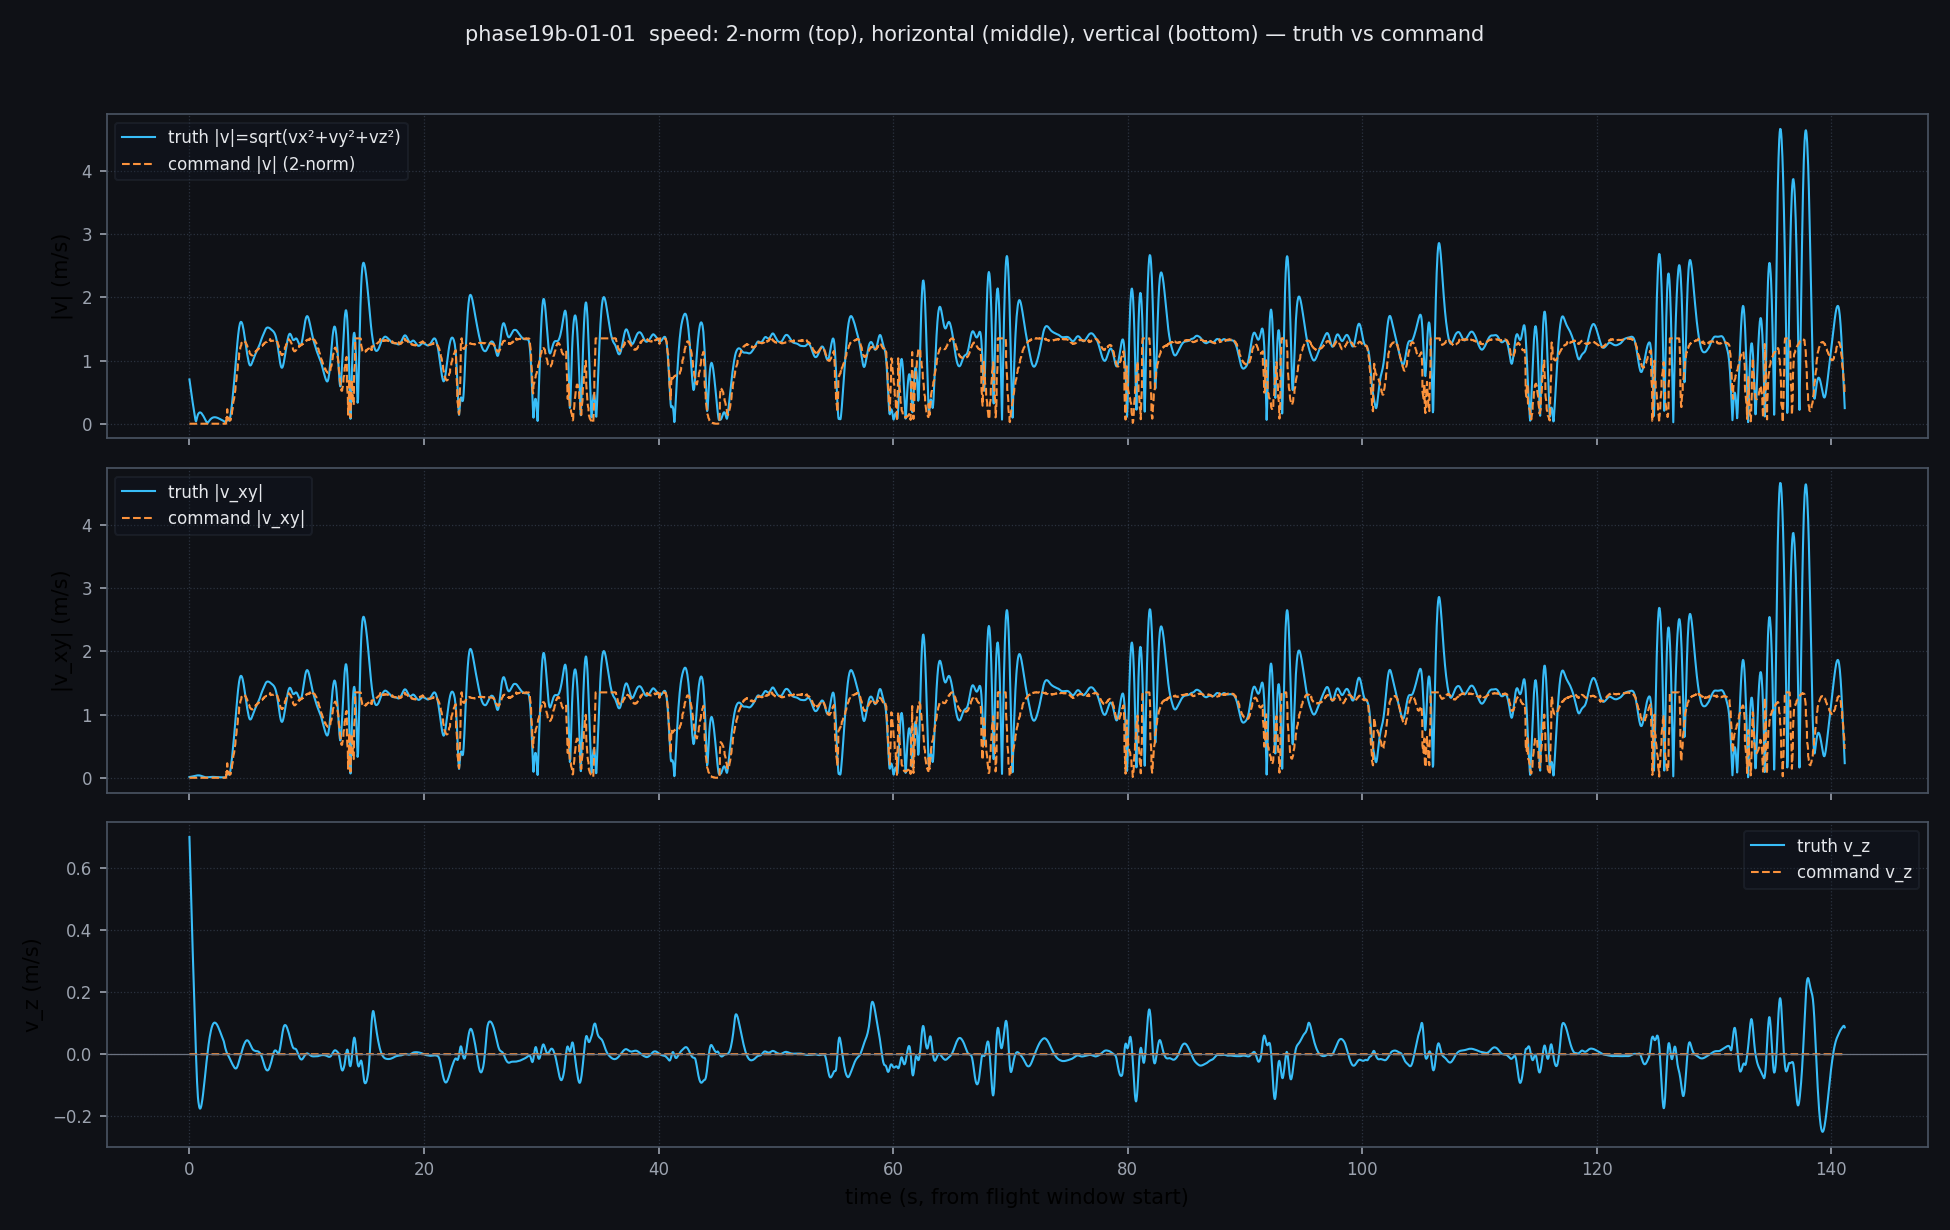 phase19b-01-01  speed: 2-norm (top), horizontal (middle), vertical (bottom) — truth vs command
truth |v|=sqrt(vx²+vy²+vz²)
command |v| (2-norm)
|v| (m/s)
4
3
2
1
0
truth |v_xy|
command |v_xy|
|v_xy| (m/s)
4
3
2
1
0
truth v_z
command v_z
v_z (m/s)
0.6
0.4
0.2
0.0
−0.2
0 20 40 60 80 100 120 140
time (s, from flight window start)